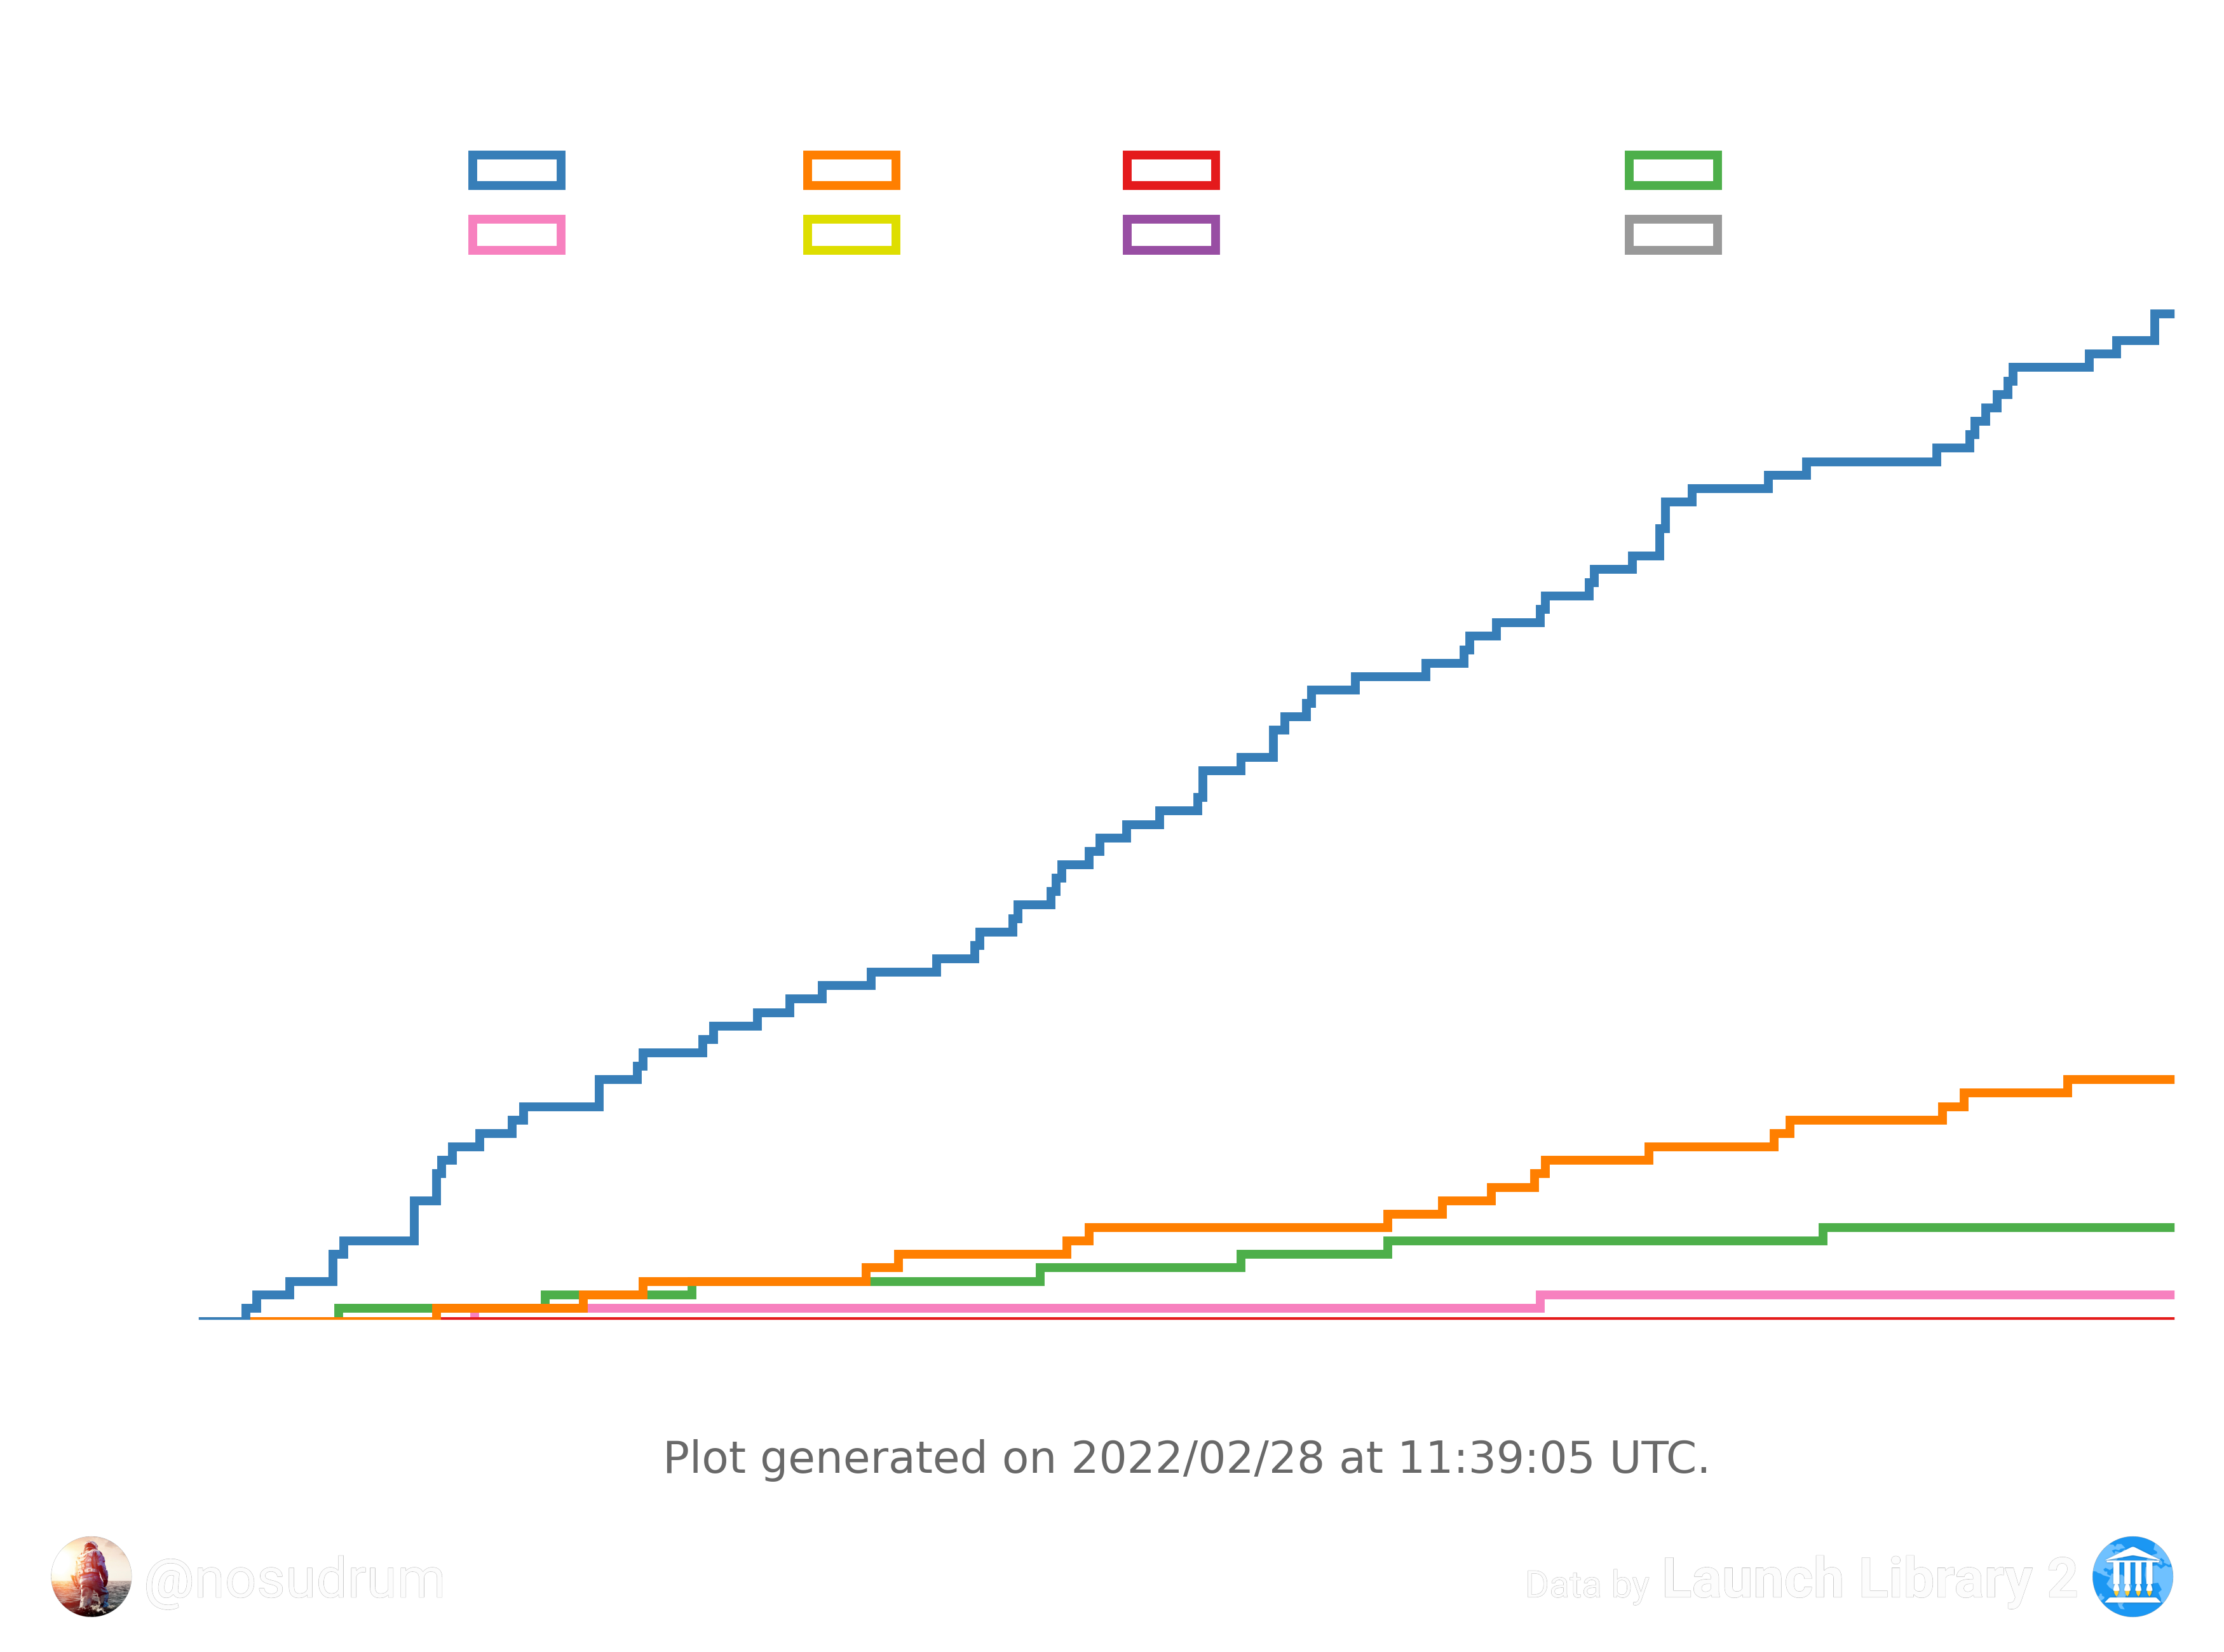 Plot generated on 2022/02/28 at 11:39:05 UTC.
@nosudrum
Data by Launch Library 2